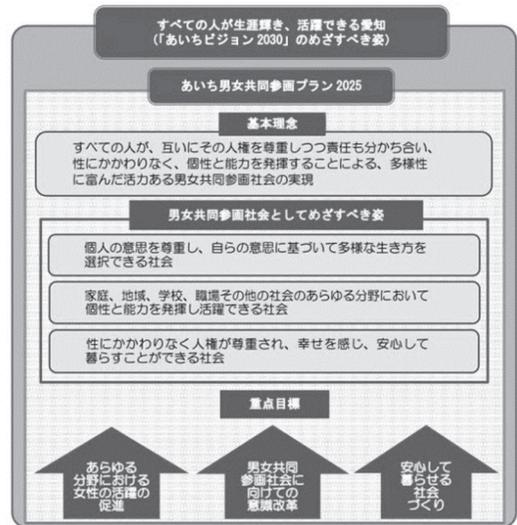 すべての人が生涯輝き、活躍できる愛知
(「あいちビジョン2030」のめざすべき姿)
あいち男女共同参画プラン2025
基本理念
すべての人が、互いにその人権を尊重しつつ責任も分かち合い、
性にかかわりなく、個性と能力を発揮することによる、多様性
に富んだ活力ある男女共同参画社会の実現
男女共同参画社会としてめざすべき姿
個人の意思を尊重し、自らの意思に基づいて多様な生き方を
選択できる社会
家庭、地域、学校、職場その他の社会のあらゆる分野において
個性と能力を発揮し活躍できる社会
性にかかわりなく人権が尊重され、幸せを感じ、安心して
暮らすことができる社会
重点目標
あらゆる
分野における
女性の活躍の
促進
男女共同
参画社会に
向けての
意識改革
安心して
暮らせる
社会
づくり